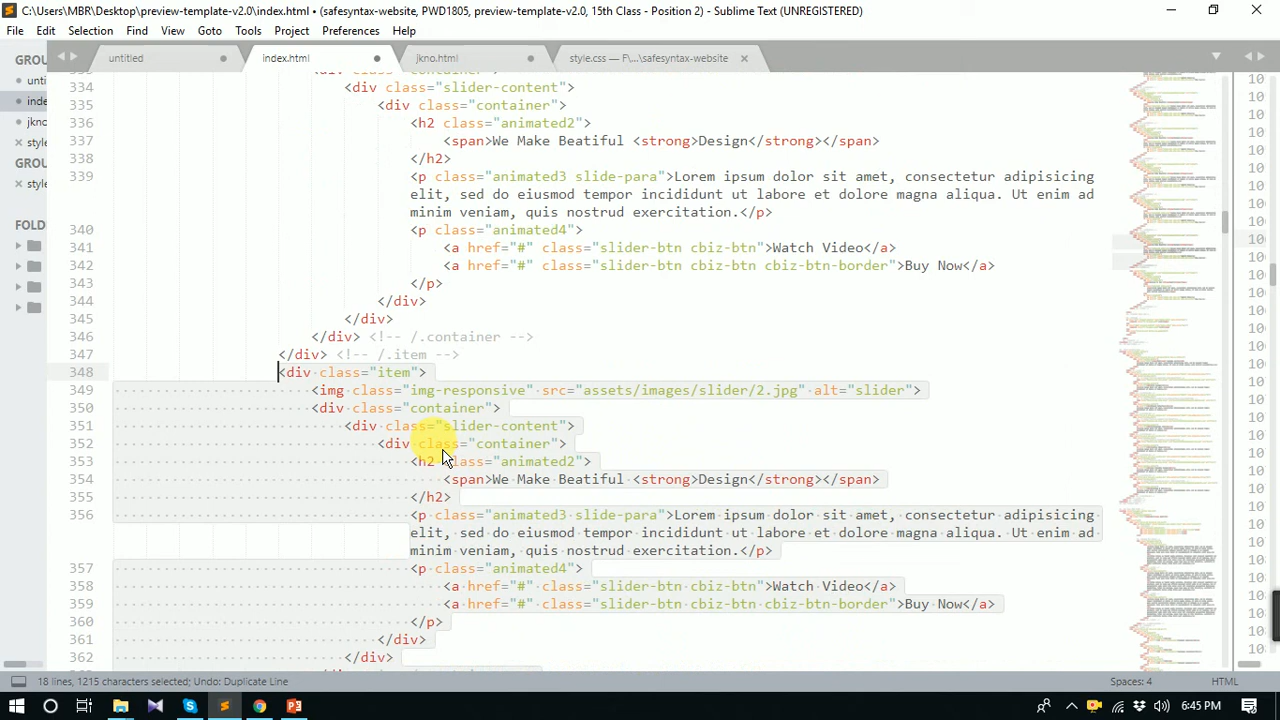 C:\Users\MBR\Desktop\preview-template-v2.0\index.html • (safesyntax-website, PWD1805, preview-template-v2.0, 15th Class - Position 2) - Sublime Text (UNREGISTERED)
File Edit Selection Find View Goto Tools Project Preferences Help
untitled index.html jkno.html style.css — F\...\safesyntax-website
334 <div class="slider-content">
335 <div class="container">
336 <h2 class="animated2">
337 <span>We Make Beatiful <strong>Design</strong></span>
338 </h2>
339 <p class="animated3 slider-para">Lorem ipsum dolor sit amet, consectetur adipisicing
elit, sed do eiusmod tempor incididunt ut labore et dolore magna aliqua. Ut enim ad
minim veniam, quis nostrud exercitation.</p>
340 <p class="animated4">
341 <a href="#" class="slider-btn cbiz-btn">Watch Video</a>
342 <a href="#" class="slider-btn cbiz-btn cbiz-btn-border">Buy Now</a>
343 </p>
344 </div>
345 </div>
346 </div> <!-- /.container -->
347 </div> <!-- /.item -->
348 <div class="item">
349
350 <div class="container">
351 <div class="slider-content">
352 <div class="container">
353 <h2 class="animated2">
354 <span>We Make Beatiful <strong>Design</strong></span>
355 </h2>
356 <p class="animated3 slider-para">Lorem ipsum dolor sit amet, consectetur adipisicing
elit, sed do eiusmod tempor incididunt ut labore et dolore magna aliqua. Ut enim ad
minim veniam, quis nostrud exercitation.</p>
357 <p class="animated4">
358 <a href="#" class="slider-btn cbiz-btn">Watch Video</a>
359 <a href="#" class="slider-btn cbiz-btn cbiz-btn-border">Buy Now</a>
360 </p>
361 </div>
362 </div>
18 lines, 1215 characters selected; Undo Duplicate Line Spaces: 4 HTML
6:45 PM